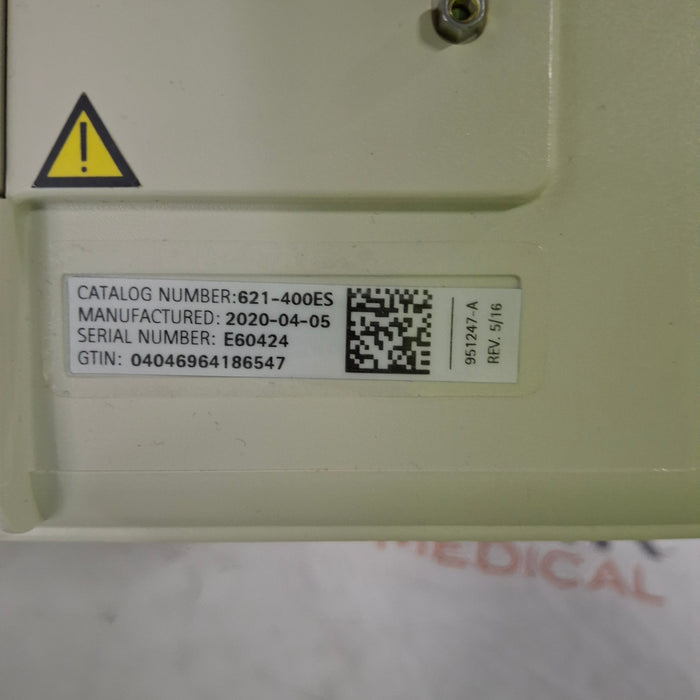 CATALOG NUMBER:621-400ES
MANUFACTURED: 2020-04-05
SERIAL NUMBER: E60424
GTIN: 04046964186547
951247-A
REV. 5/16
MEDICAL